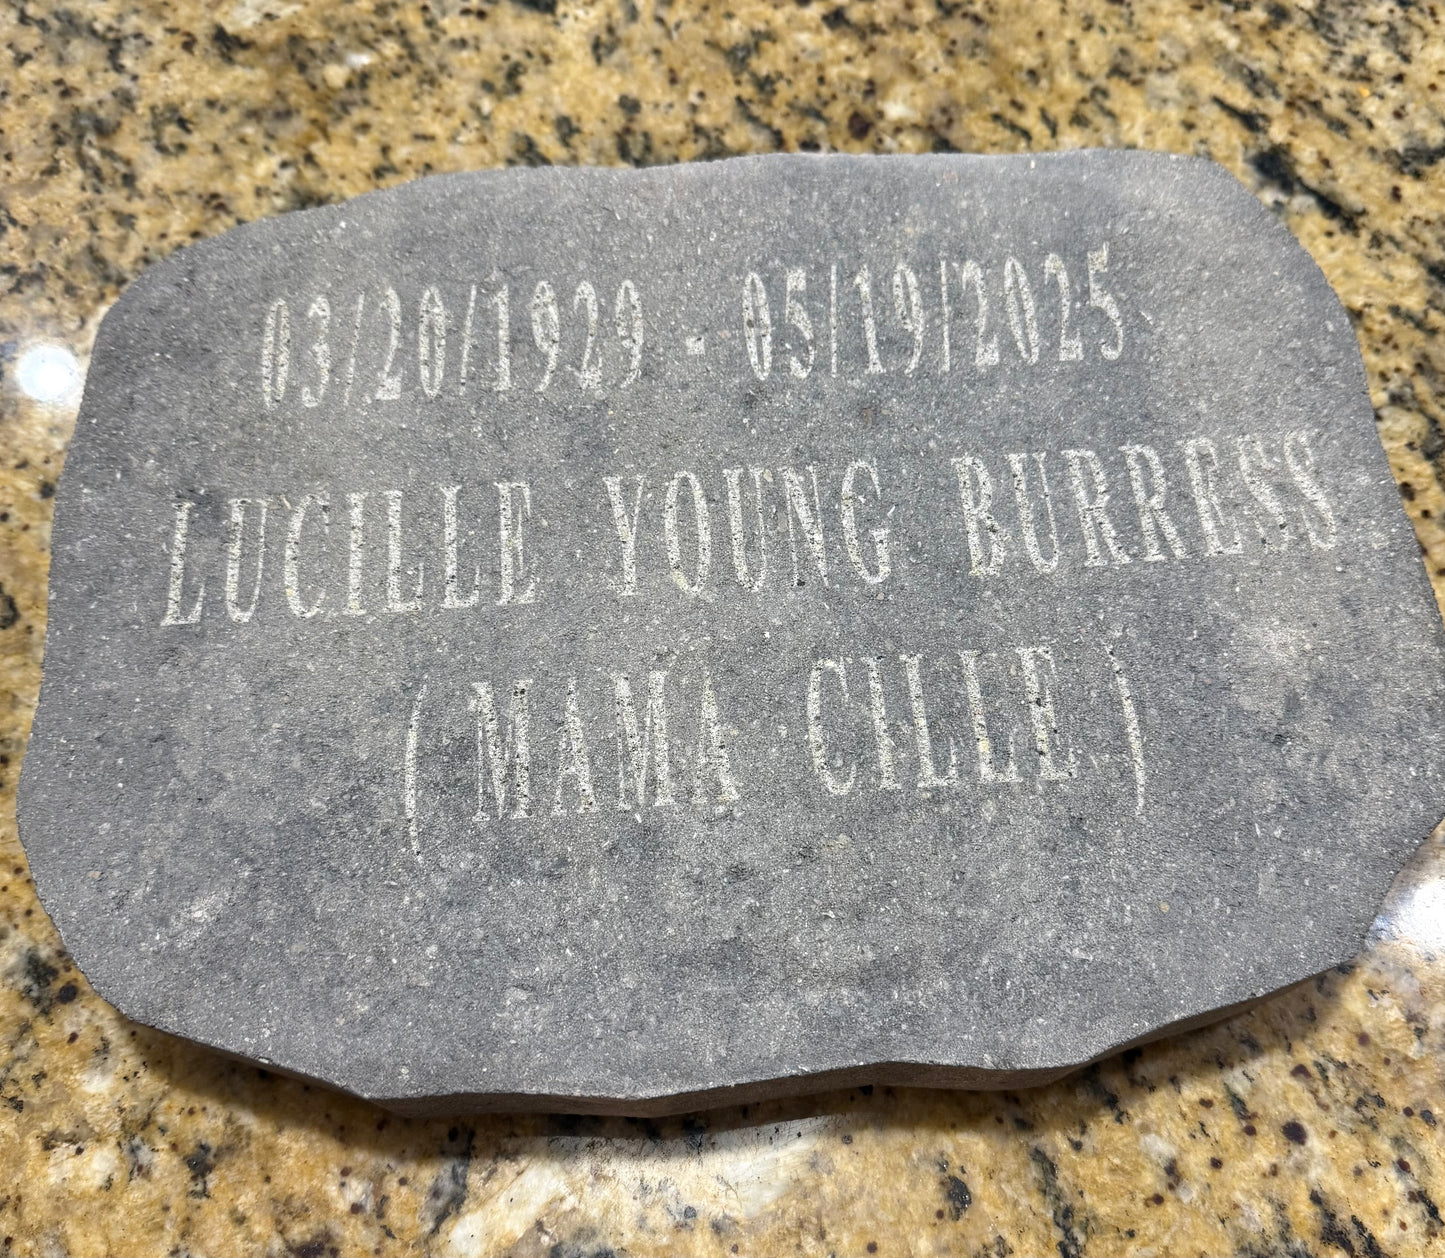 03/20/1929 - 05/19/2025
LUCILLE YOUNG BURRESS
(MAMA CILLE)